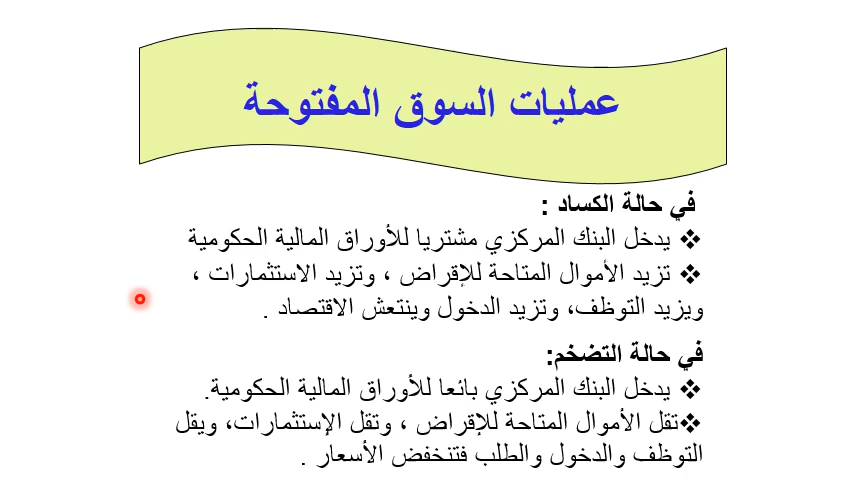 عمليات السوق المفتوحة
في حالة الكساد :
❖ يدخل البنك المركزي مشتريا للأوراق المالية الحكومية
❖ تزيد الأموال المتاحة للإقراض ، وتزيد الاستثمارات ،
ويزيد التوظف، وتزيد الدخول وينتعش الاقتصاد .
في حالة التضخم:
❖ يدخل البنك المركزي بائعا للأوراق المالية الحكومية.
❖تقل الأموال المتاحة للإقراض ، وتقل الإستثمارات، ويقل
التوظف والدخول والطلب فتنخفض الأسعار .